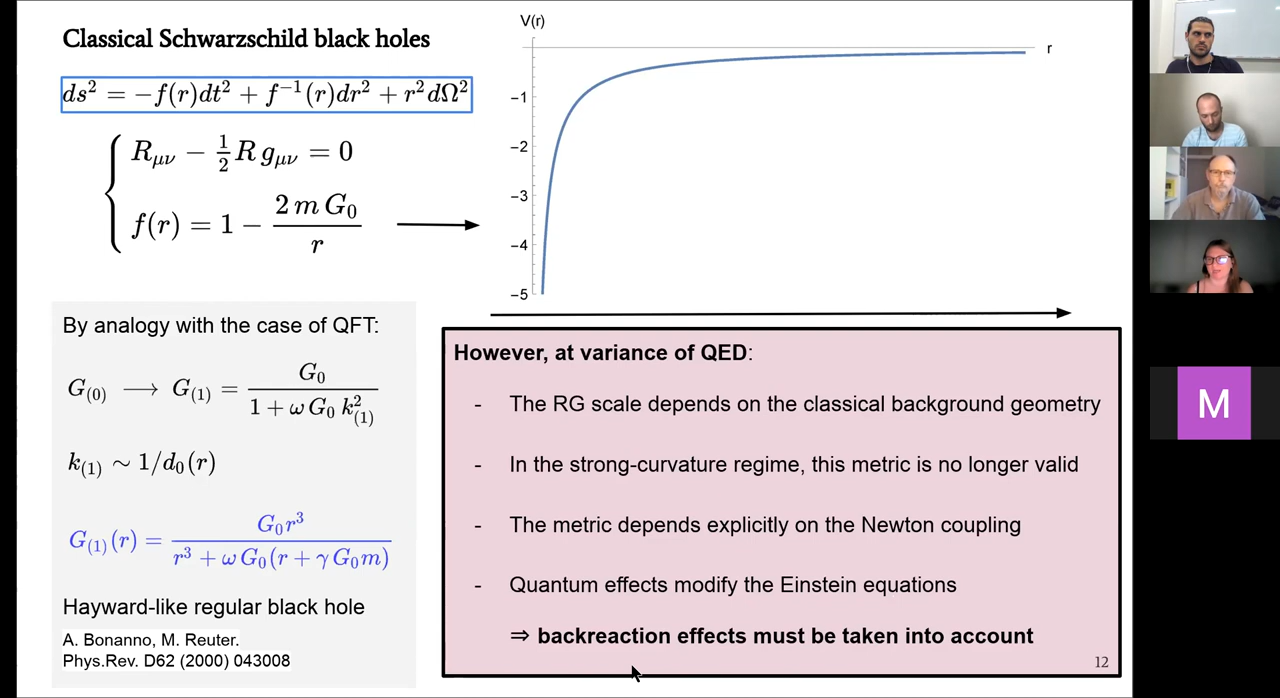 Classical Schwarzschild black holes
ds² = −f(r)dt² + f⁻¹(r)dr² + r²dΩ²
R_μν − ½ R g_μν = 0
f(r) = 1 − 2 m G₀ / r
V(r)
r
−1
−2
−3
−4
−5
By analogy with the case of QFT:
G₍₀₎ ⟶ G₍₁₎ = G₀ / (1 + ω G₀ k²₍₁₎)
k₍₁₎ ∼ 1/d₀(r)
G₍₁₎(r) = G₀ r³ / (r³ + ω G₀(r + γ G₀m))
Hayward-like regular black hole
A. Bonanno, M. Reuter.
Phys.Rev. D62 (2000) 043008
However, at variance of QED:
- The RG scale depends on the classical background geometry
- In the strong-curvature regime, this metric is no longer valid
- The metric depends explicitly on the Newton coupling
- Quantum effects modify the Einstein equations
⇒ backreaction effects must be taken into account
12
M